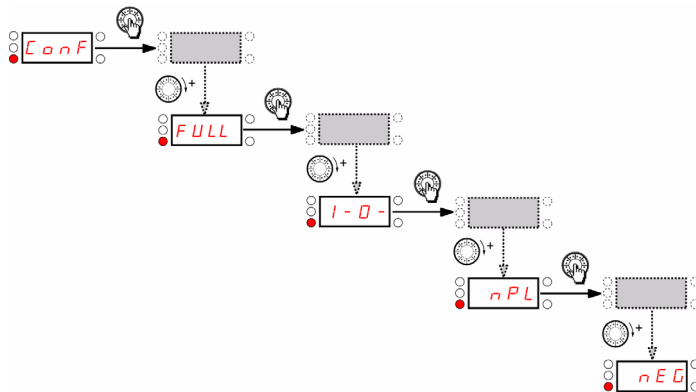 ConF
+
FULL
+
I-O-
+
nPL
+
nEG